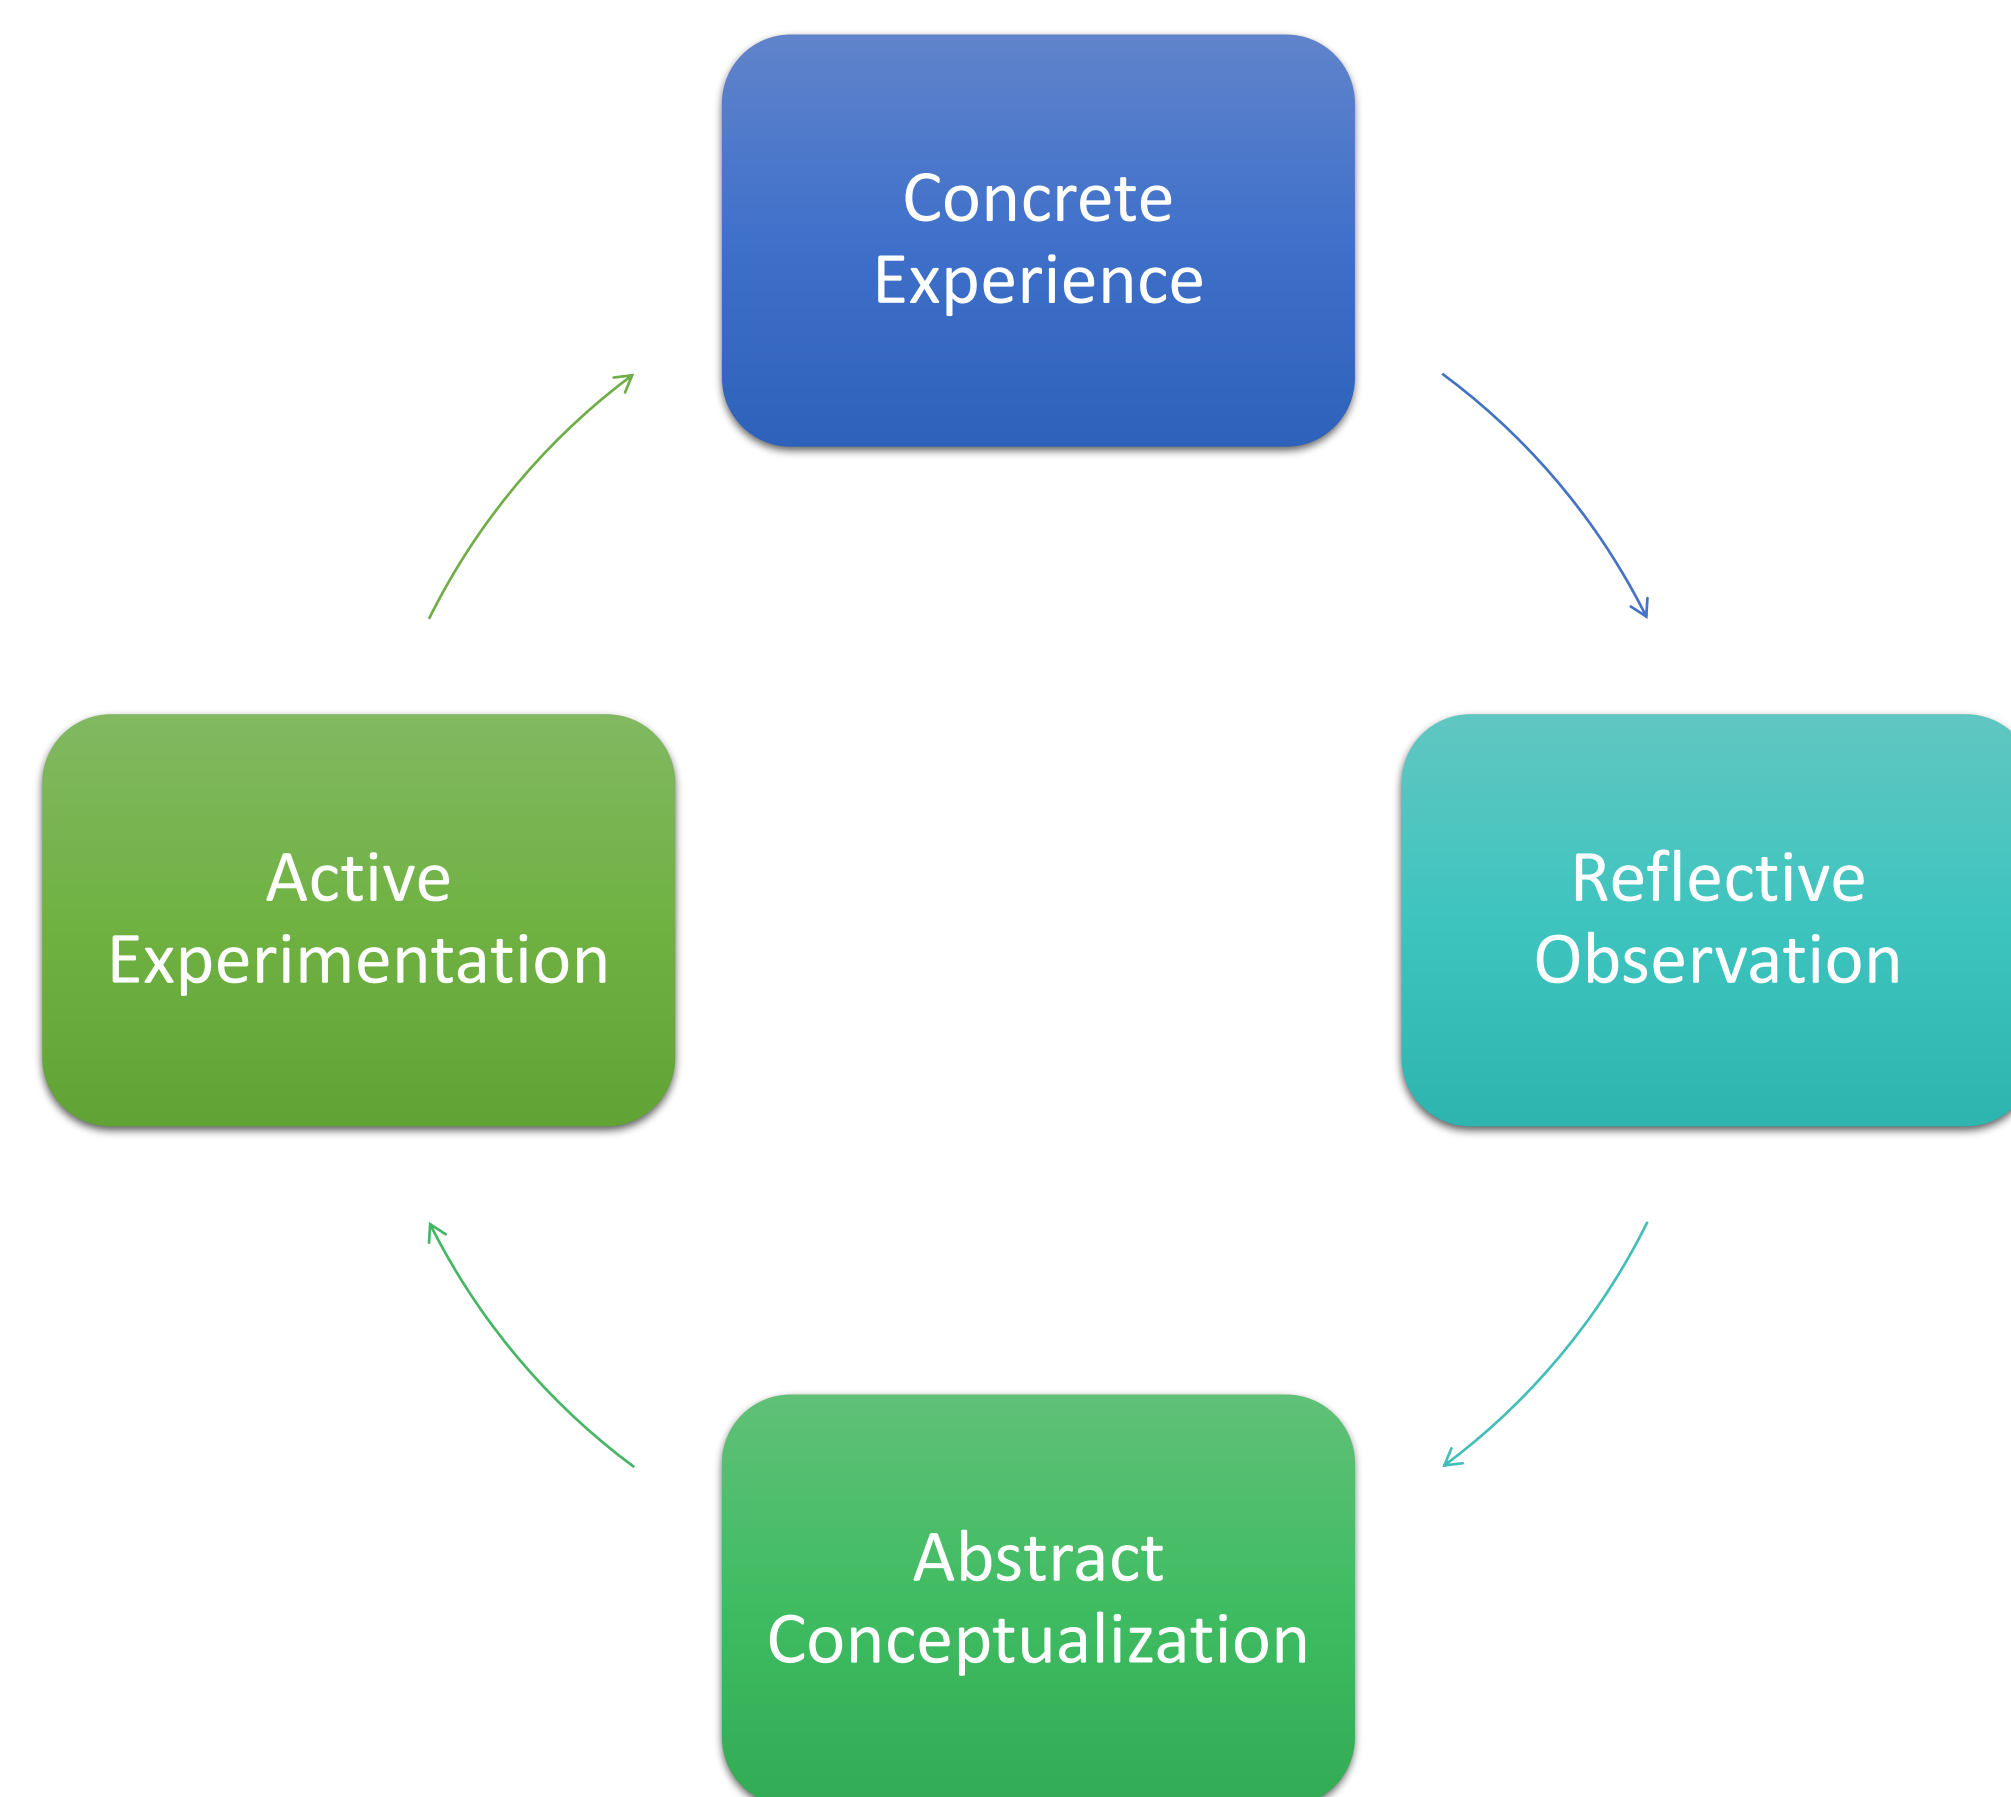 Concrete
Experience
Reflective
Observation
Abstract
Conceptualization
Active
Experimentation